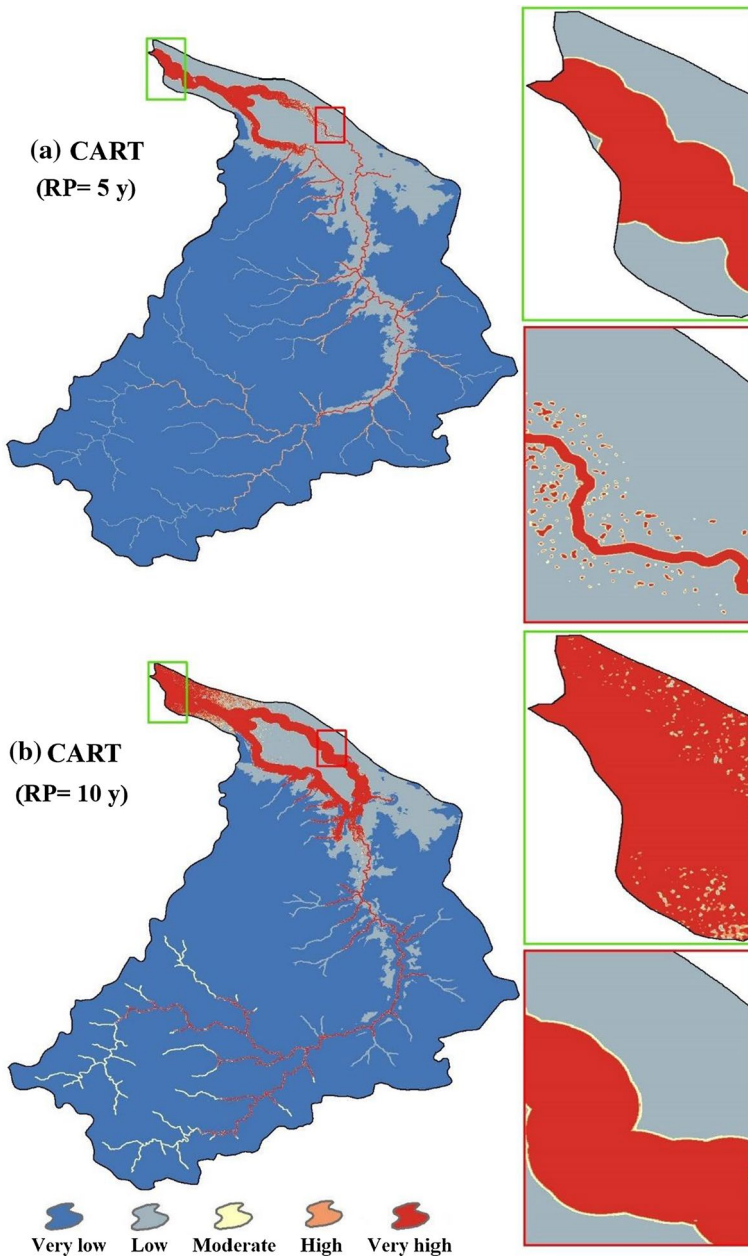 (a) CART
(RP= 5 y)
(b) CART
(RP= 10 y)
Very low Low Moderate High Very high